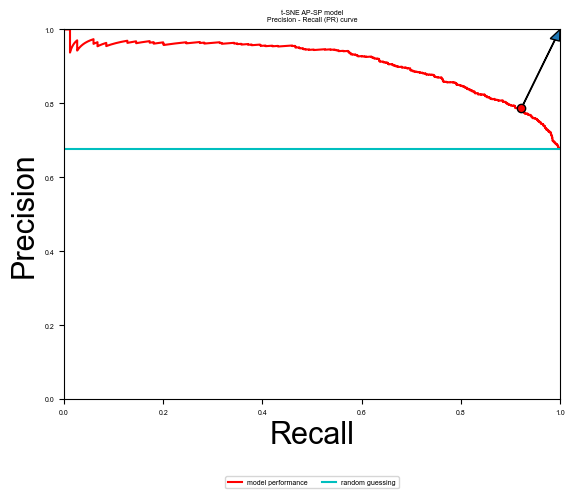 t-SNE AP-SP model
Precision - Recall (PR) curve
1.0
0.8
0.6
0.4
0.2
0.0
Precision
0.0 0.2 0.4 0.6 0.8 1.0
Recall
model performance random guessing